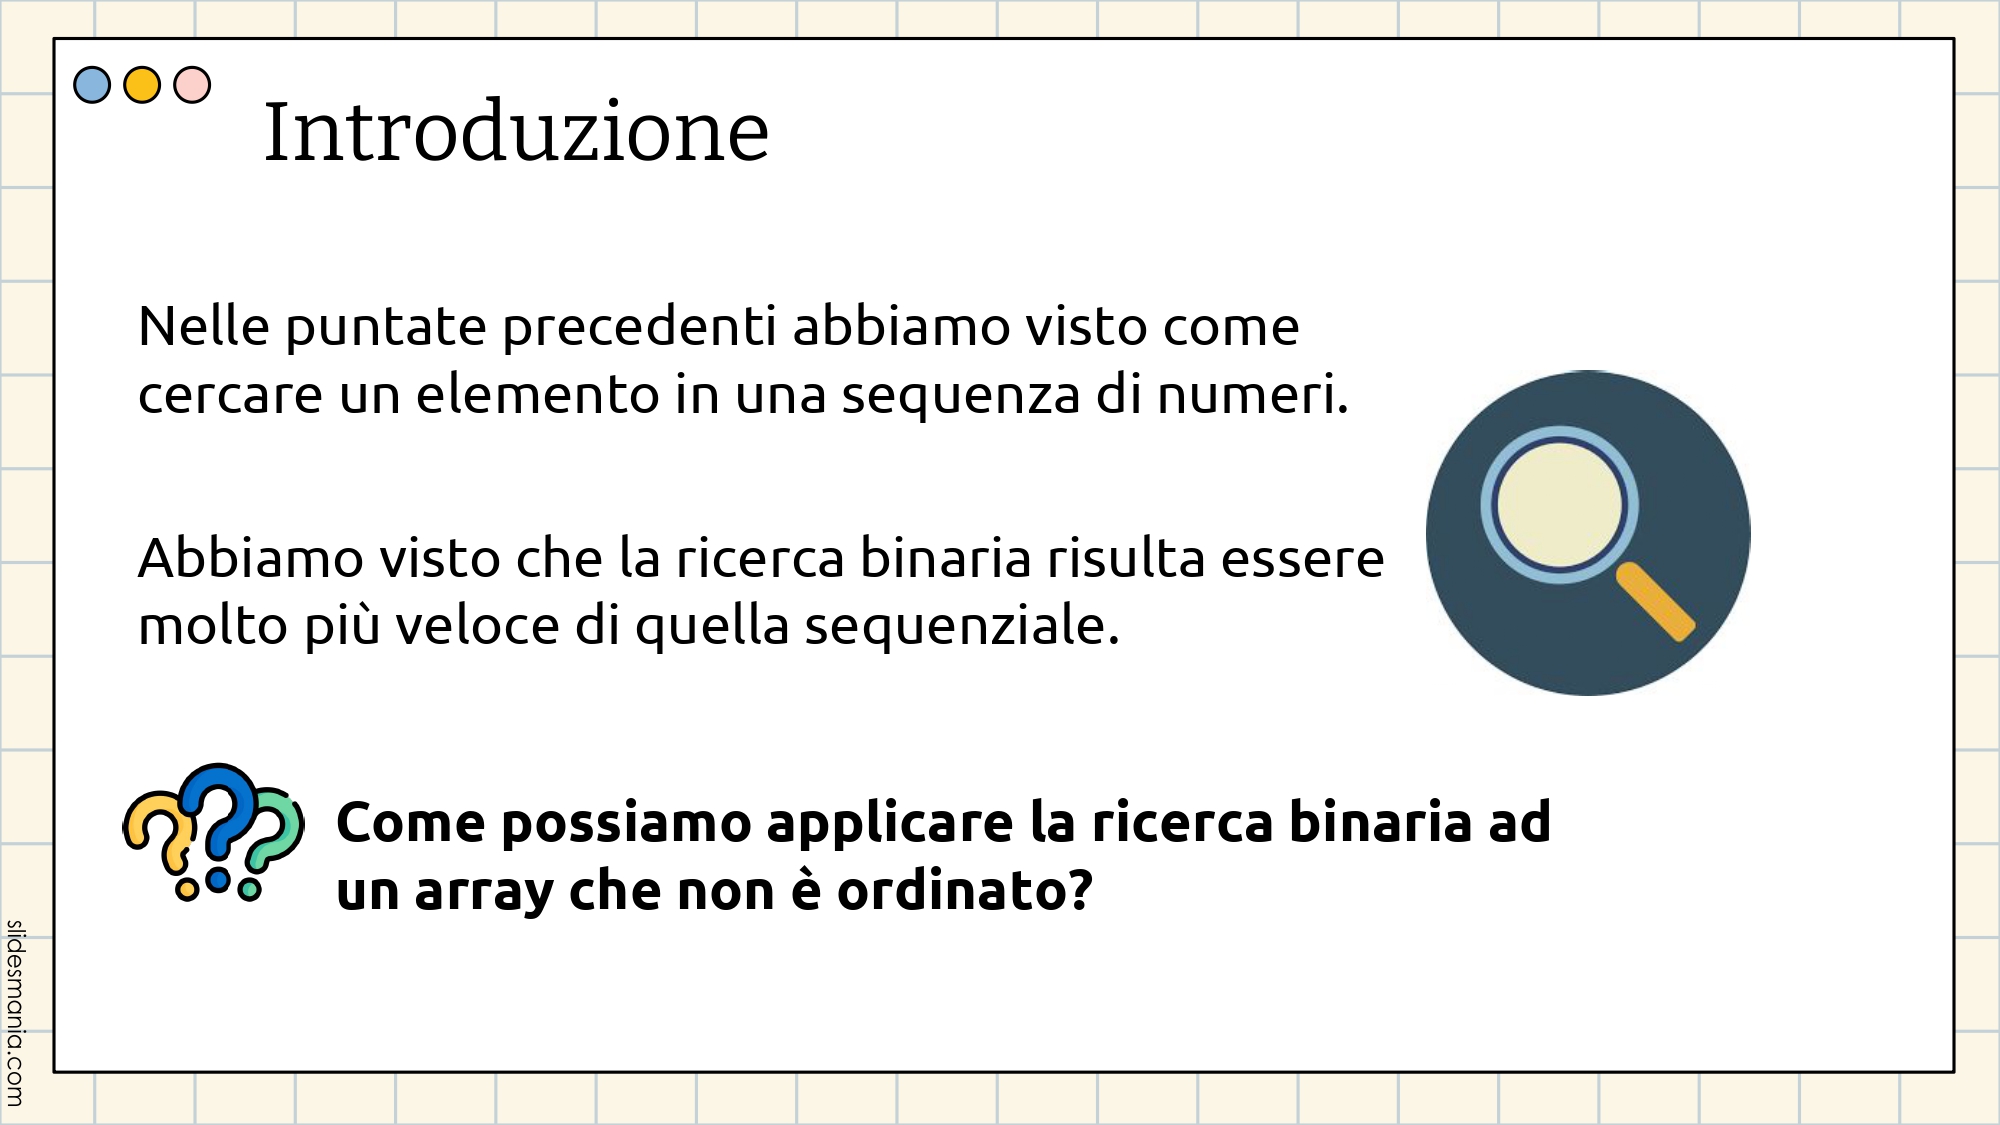 Introduzione
Nelle puntate precedenti abbiamo visto come
cercare un elemento in una sequenza di numeri.
Abbiamo visto che la ricerca binaria risulta essere
molto più veloce di quella sequenziale.
Come possiamo applicare la ricerca binaria ad
un array che non è ordinato?
slidesmania.com